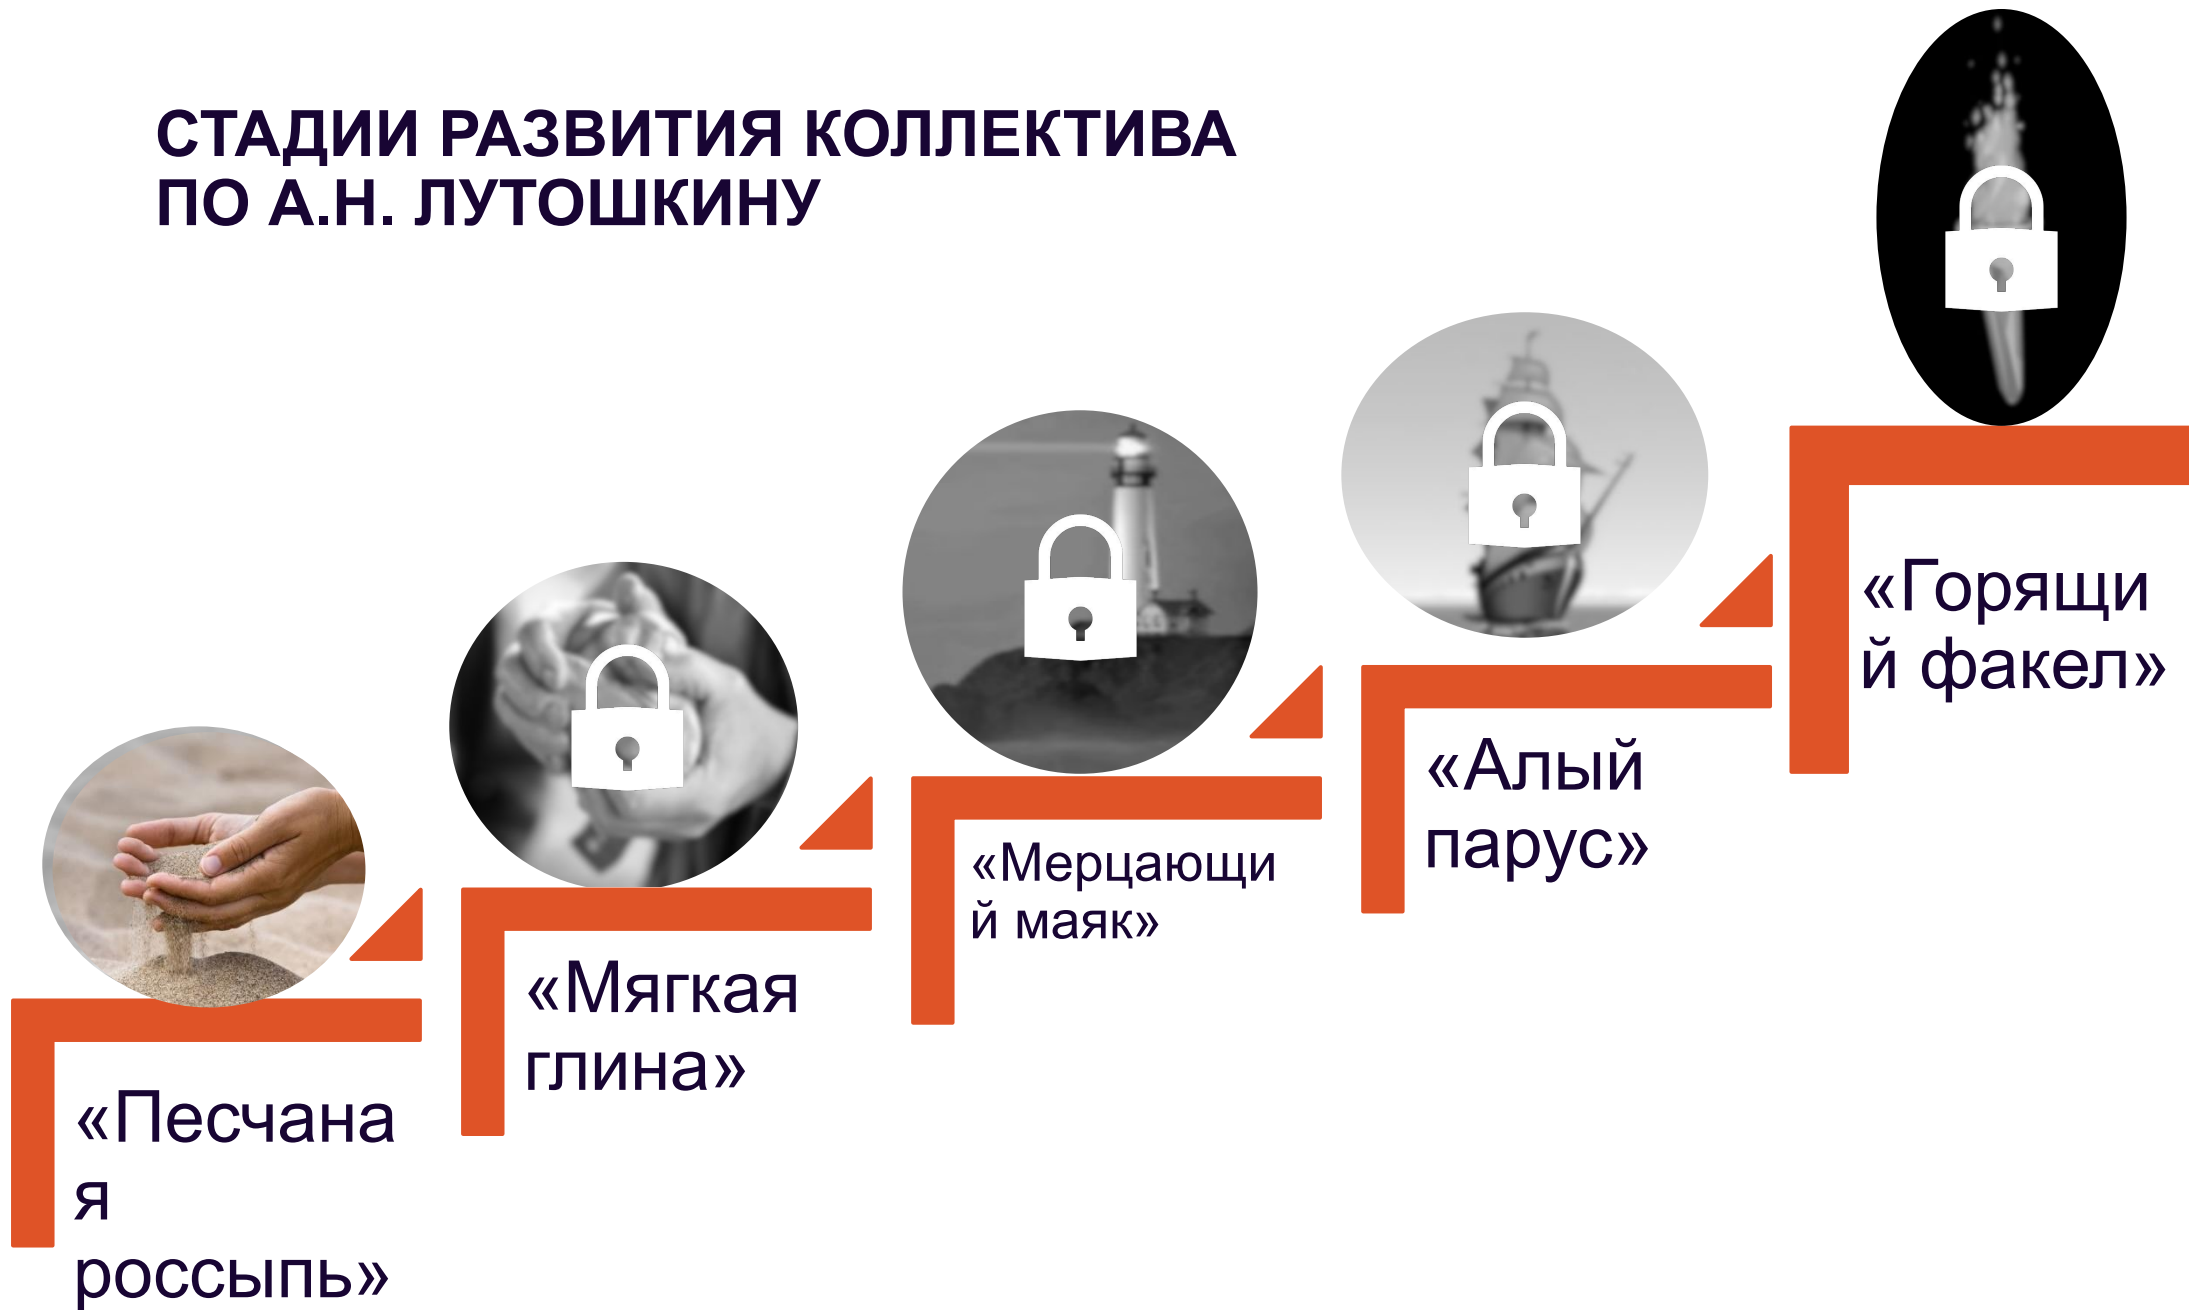 СТАДИИ РАЗВИТИЯ КОЛЛЕКТИВА
ПО А.Н. ЛУТОШКИНУ
«Песчана
я
россыпь»
«Мягкая
глина»
«Мерцающи
й маяк»
«Алый
парус»
«Горящи
й факел»